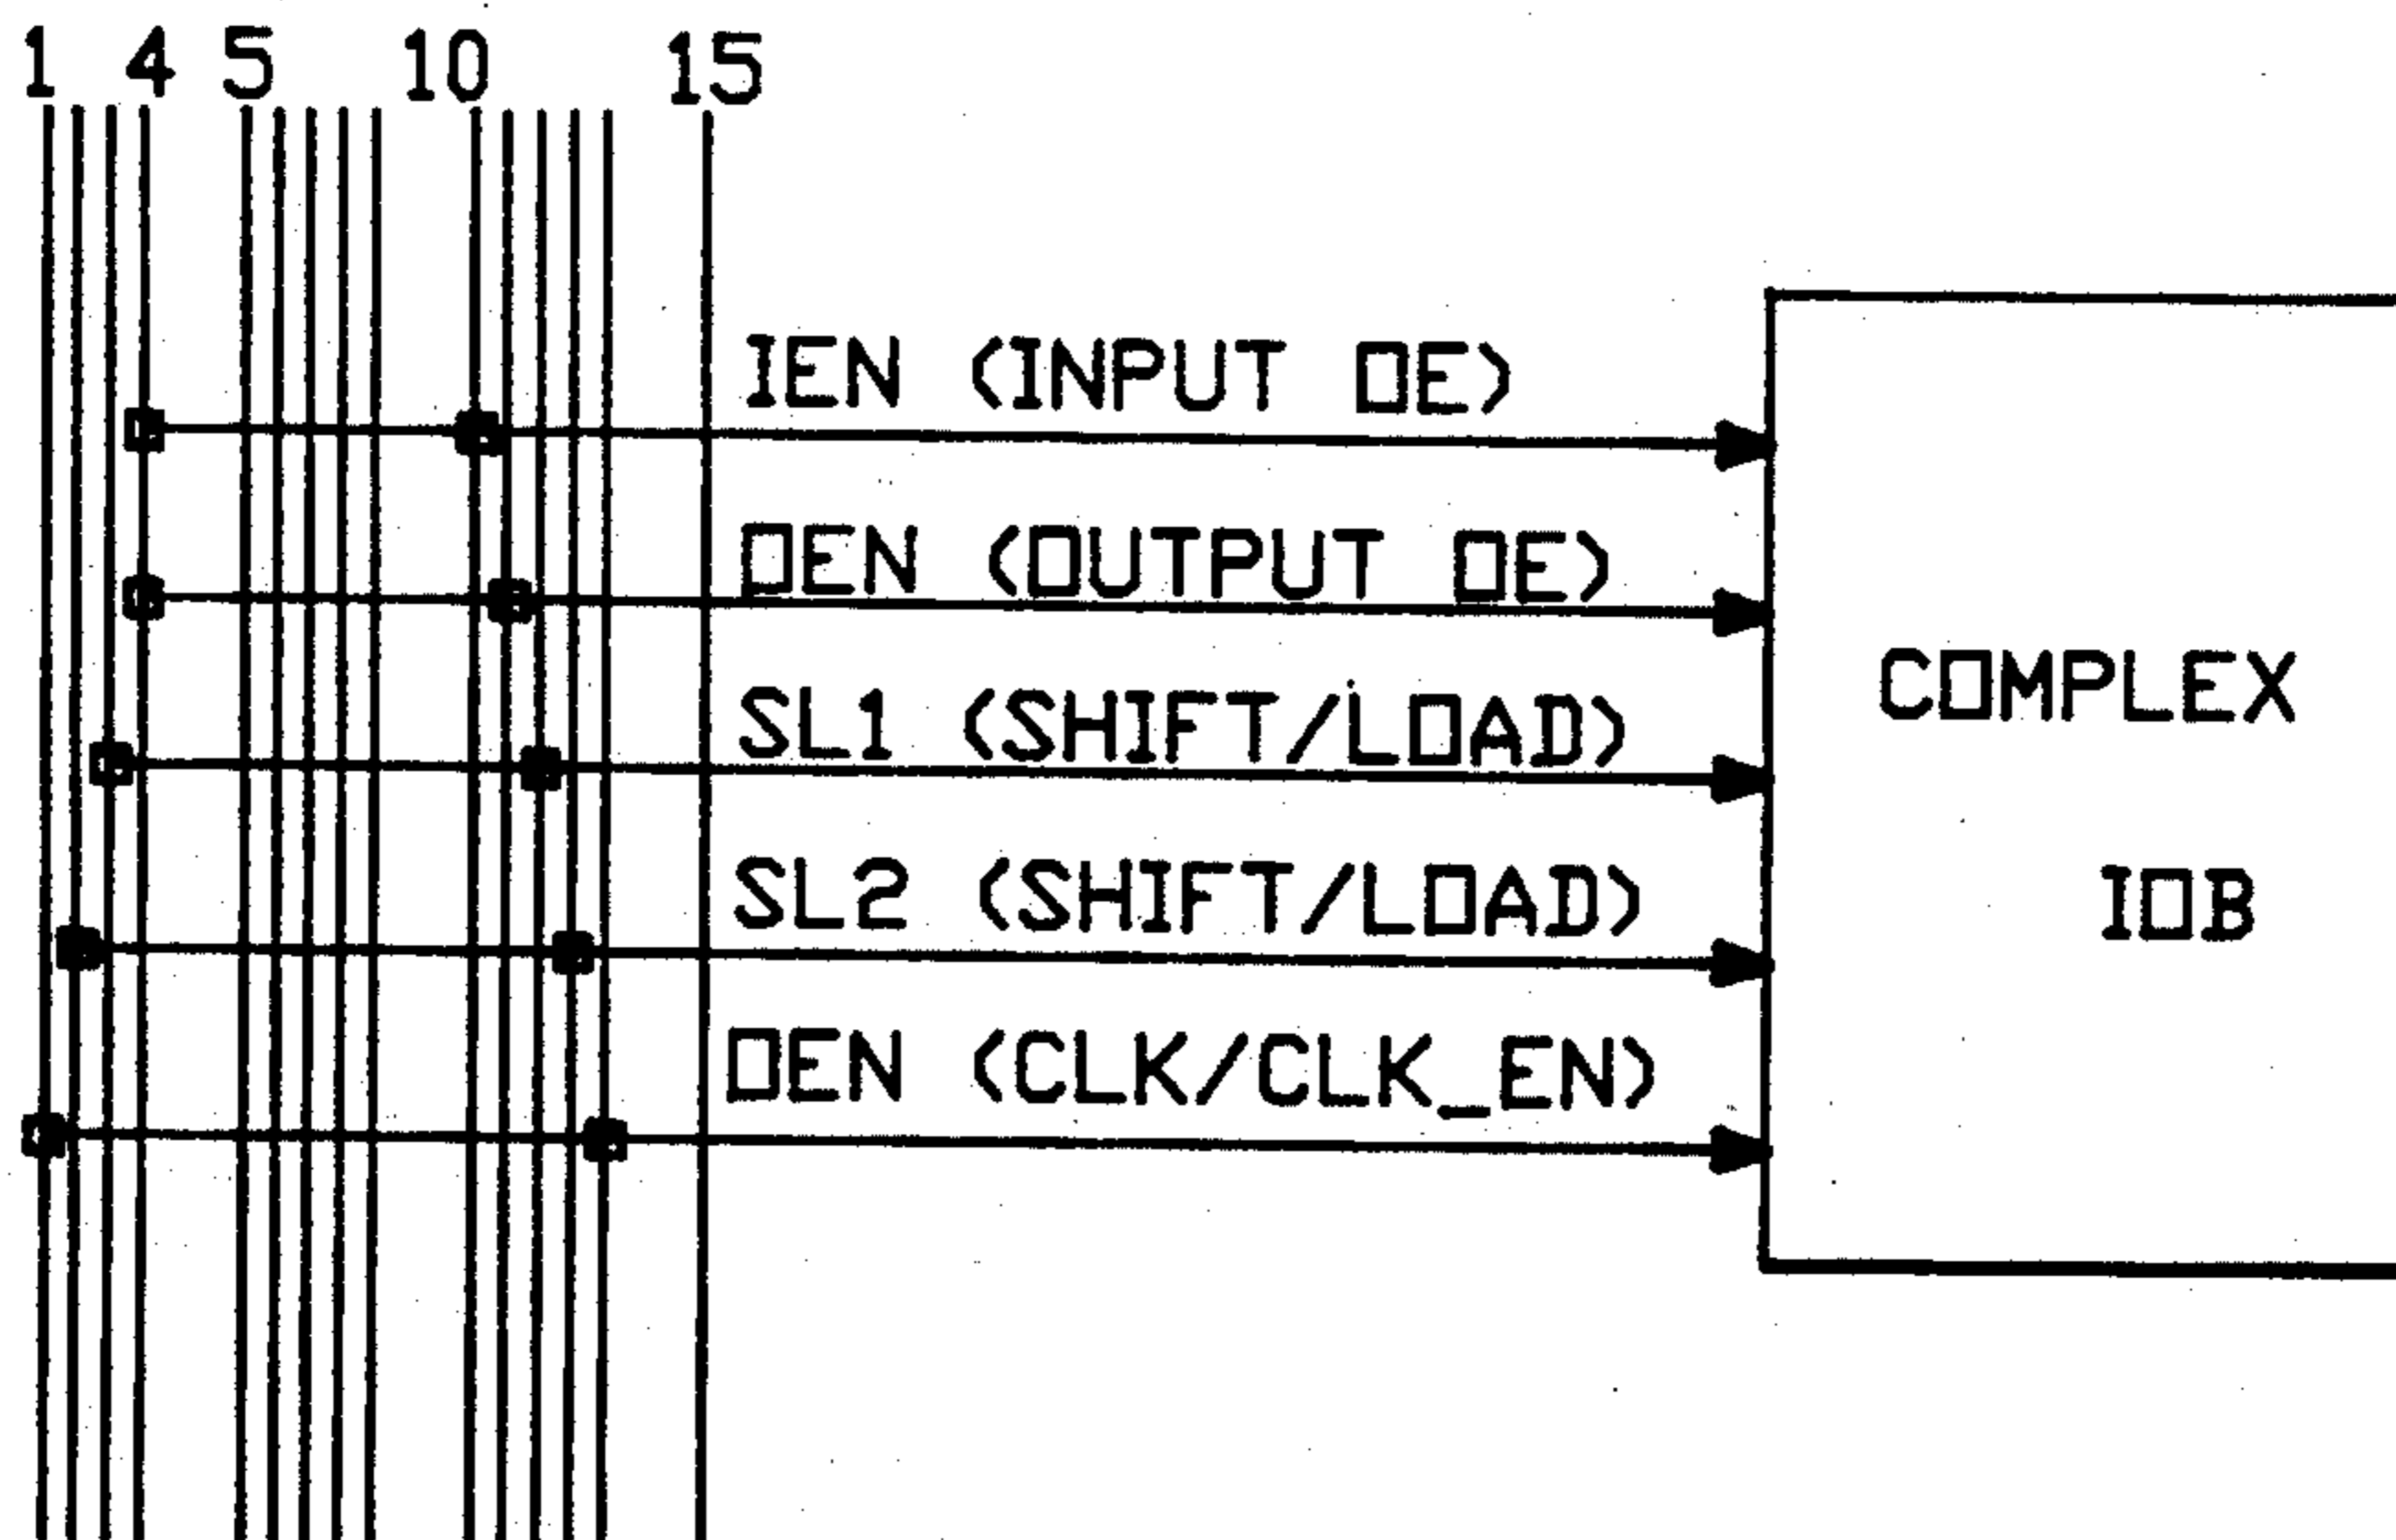 1 4 5 10 15
IEN (INPUT OE)
OEN (OUTPUT OE)
SL1 (SHIFT/LOAD)
COMPLEX
SL2 (SHIFT/LOAD)
IOB
OEN (CLK/CLK_EN)